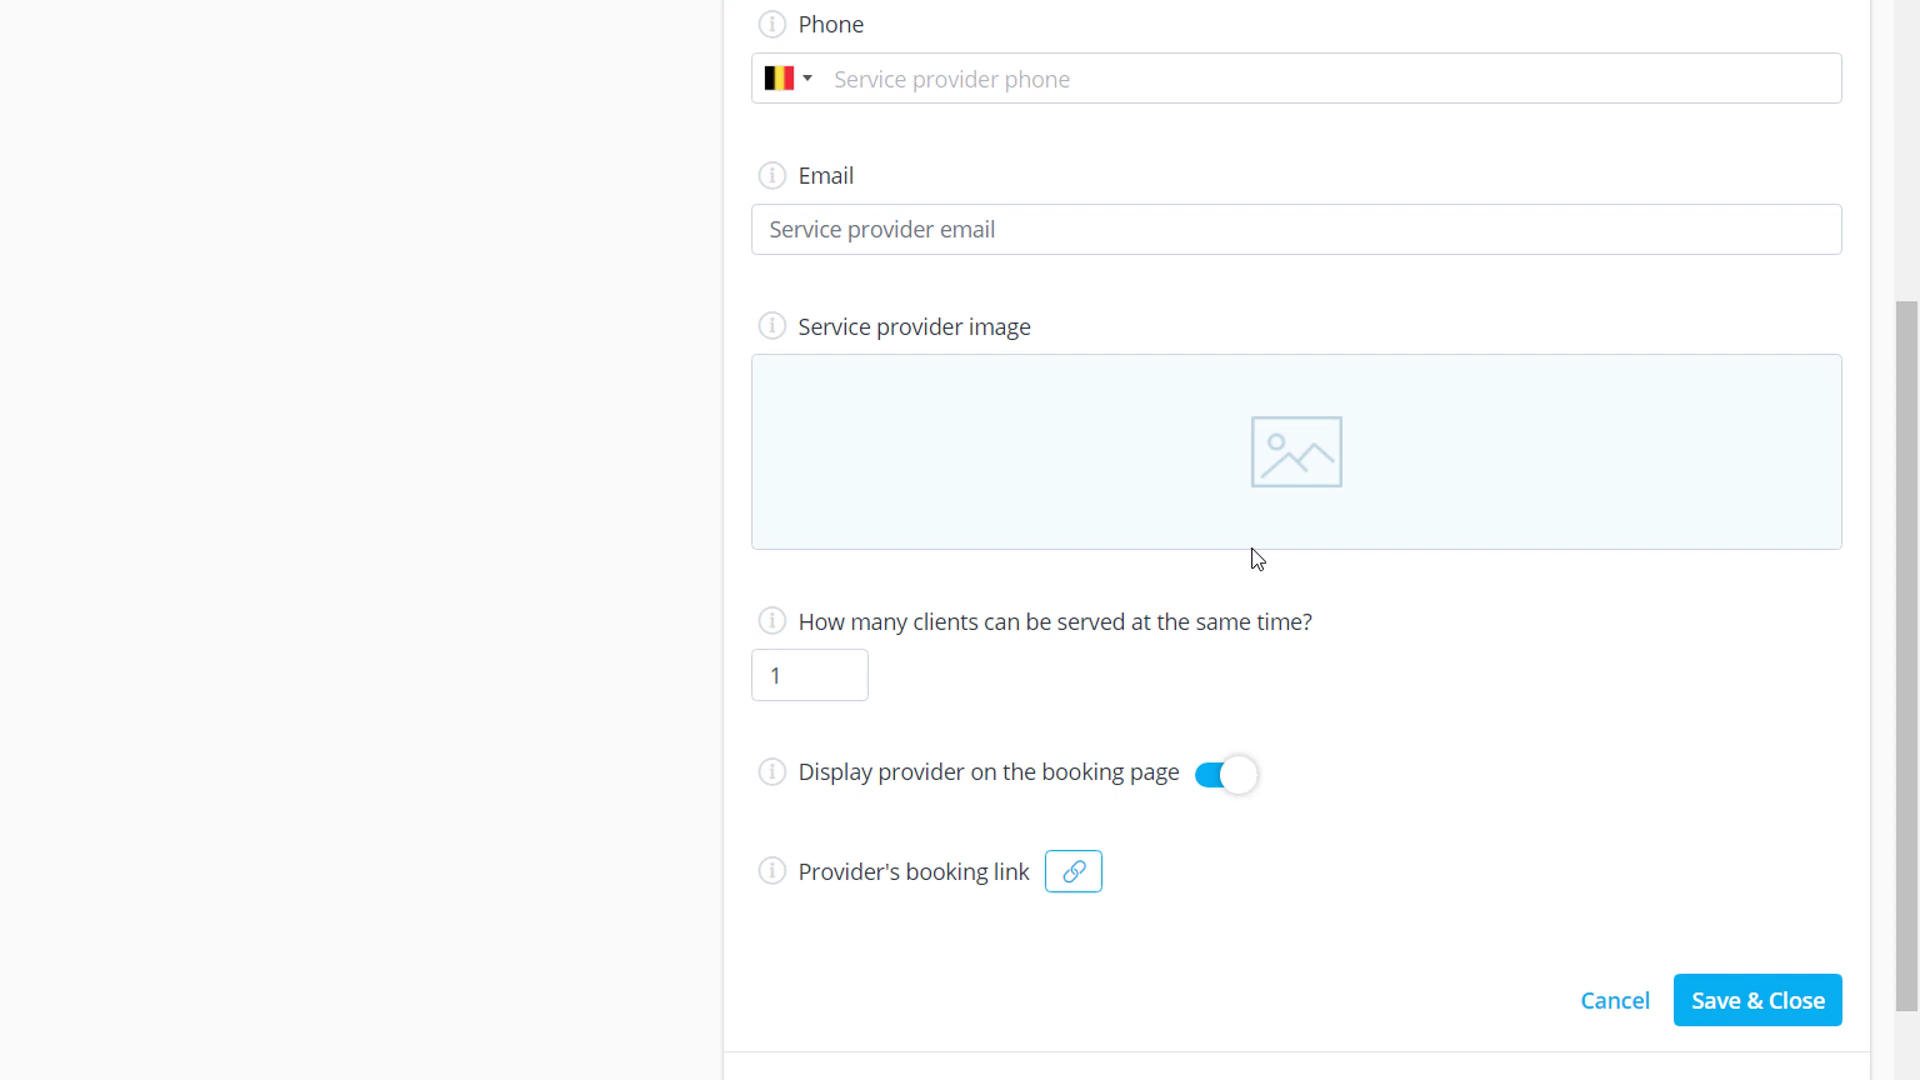 Phone
Service provider phone
Email
Service provider email
Service provider image
How many clients can be served at the same time?
1
Display provider on the booking page
Provider's booking link
Cancel
Save & Close